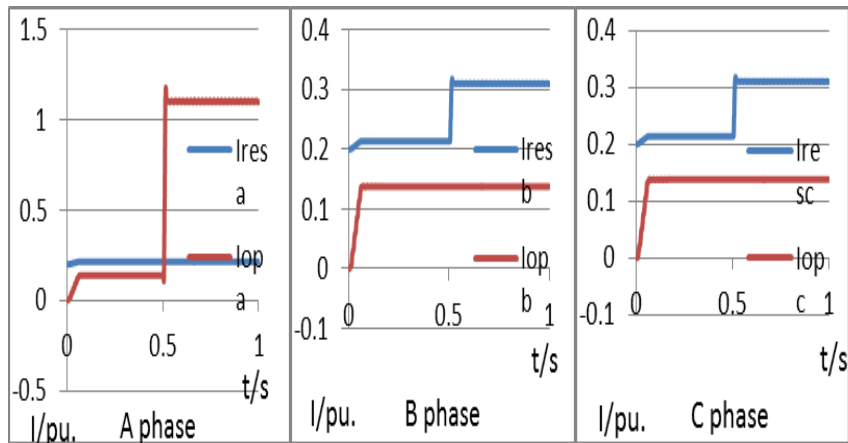 1.5
1
0.5
0
-0.5
0
0.5
1
t/s
Ires
a
Iop
a
I/pu.
A phase
0.4
0.3
0.2
0.1
0
-0.1
0
0.5
1
t/s
Ires
b
Iop
b
I/pu.
B phase
0.4
0.3
0.2
0.1
0
-0.1
0
0.5
1
t/s
Ire
sc
Iop
c
I/pu.
C phase